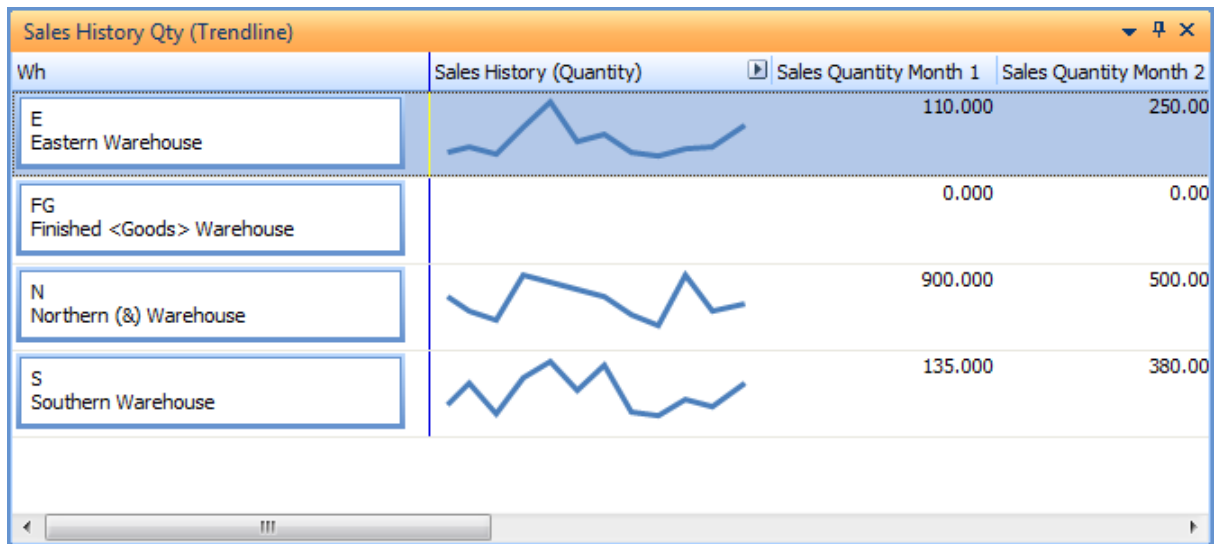 Sales History Qty (Trendline)
Wh Sales History (Quantity) Sales Quantity Month 1 Sales Quantity Month 2
E 110.000 250.00
Eastern Warehouse
FG 0.000 0.00
Finished <Goods> Warehouse
N 900.000 500.00
Northern (&) Warehouse
S 135.000 380.00
Southern Warehouse